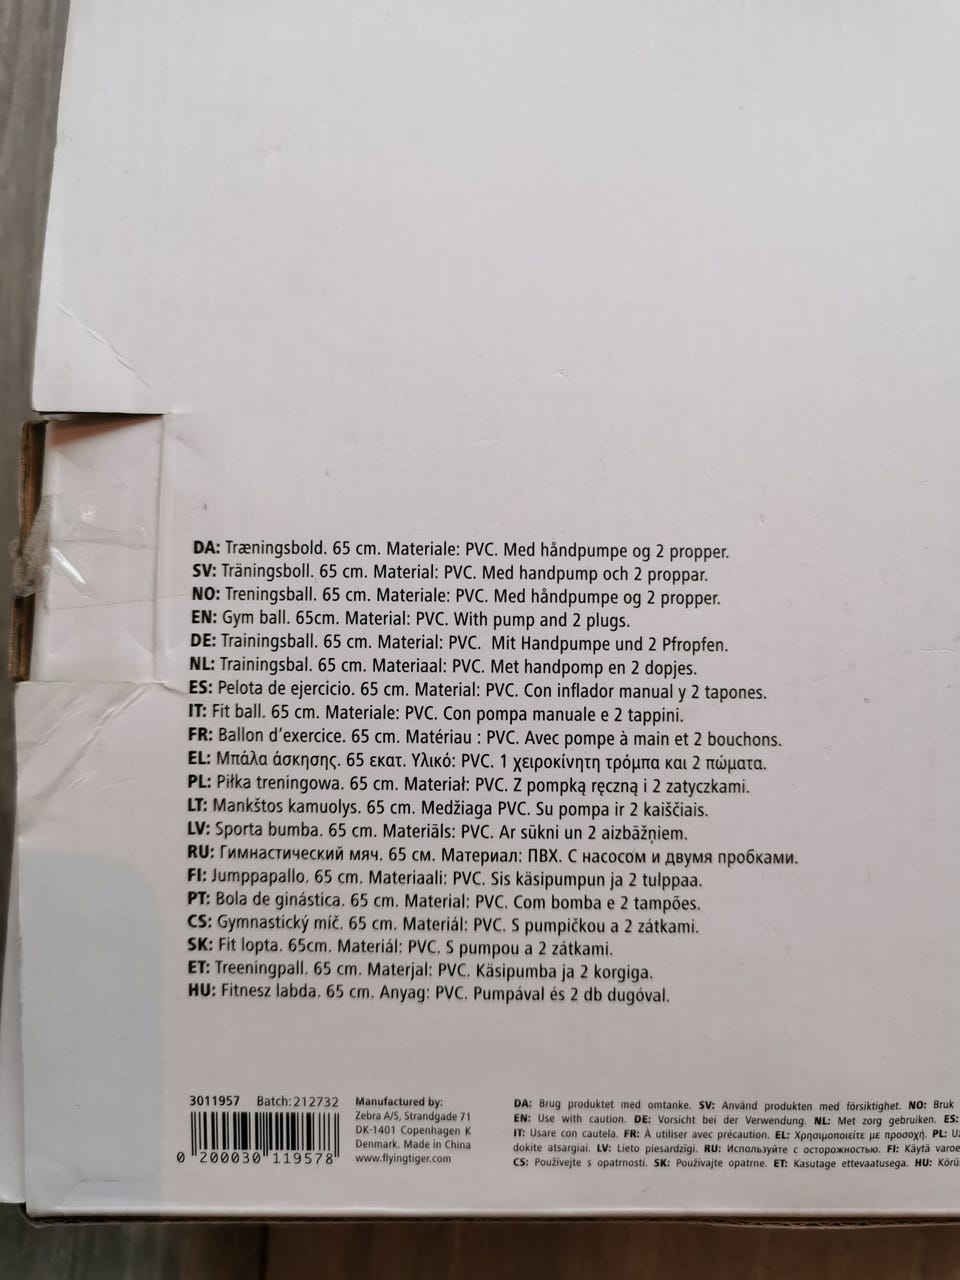 DA: Træningsbold. 65 cm. Materiale: PVC. Med håndpumpe og 2 propper.
SV: Träningsboll. 65 cm. Material: PVC. Med handpump och 2 proppar.
NO: Treningsball. 65 cm. Materiale: PVC. Med håndpumpe og 2 propper.
EN: Gym ball. 65cm. Material: PVC. With pump and 2 plugs.
DE: Trainingsball. 65 cm. Material: PVC. Mit Handpumpe und 2 Pfropfen.
NL: Trainingsbal. 65 cm. Materiaal: PVC. Met handpomp en 2 dopjes.
ES: Pelota de ejercicio. 65 cm. Material: PVC. Con inflador manual y 2 tapones.
IT: Fit ball. 65 cm. Materiale: PVC. Con pompa manuale e 2 tappini.
FR: Ballon d'exercice. 65 cm. Matériau : PVC. Avec pompe à main et 2 bouchons.
EL: Μπάλα άσκησης. 65 εκατ. Υλικό: PVC. 1 χειροκίνητη τρόμπα και 2 πώματα.
PL: Piłka treningowa. 65 cm. Materiał: PVC. Z pompką ręczną i 2 zatyczkami.
LT: Mankštos kamuolys. 65 cm. Medžiaga PVC. Su pompa ir 2 kaiščiais.
LV: Sporta bumba. 65 cm. Materiāls: PVC. Ar sūkni un 2 aizbāžņiem.
RU: Гимнастический мяч. 65 см. Материал: ПВХ. С насосом и двумя пробками.
FI: Jumppapallo. 65 cm. Materiaali: PVC. Sis käsipumpun ja 2 tulppaa.
PT: Bola de ginástica. 65 cm. Material: PVC. Com bomba e 2 tampões.
CS: Gymnastický míč. 65 cm. Materiál: PVC. S pumpičkou a 2 zátkami.
SK: Fit lopta. 65cm. Materiál: PVC. S pumpou a 2 zátkami.
ET: Treeningpall. 65 cm. Materjal: PVC. Käsipumba ja 2 korgiga.
HU: Fitnesz labda. 65 cm. Anyag: PVC. Pumpával és 2 db dugóval.
3011957 Batch: 212732
0 200030 119578
Manufactured by:
Zebra A/S, Strandgade 71
DK-1401 Copenhagen K
Denmark. Made in China
www.flyingtiger.com
DA: Brug produktet med omtanke. SV: Använd produkten med försiktighet. NO: Bruk
EN: Use with caution. DE: Vorsicht bei der Verwendung. NL: Met zorg gebruiken. ES:
IT: Usare con cautela. FR: À utiliser avec précaution. EL: Χρησιμοποιείτε με προσοχή. PL:
dokite atsargiai. LV: Lieto piesardzīgi. RU: Используйте с осторожностью. FI: Käytä
CS: Používejte s opatrností. SK: Používajte opatrne. ET: Kasutage ettevaatusega. HU: